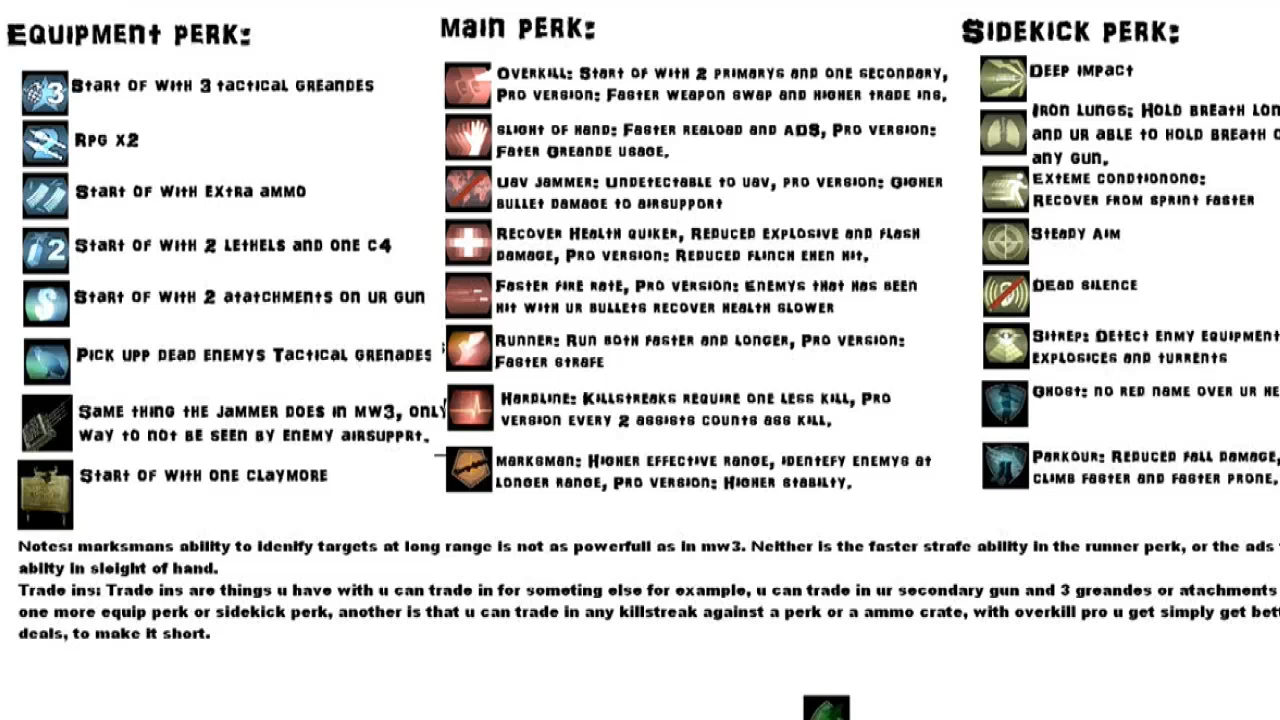 Equipment perk:
Start of with 3 tactical greandes
Rpg x2
Start of with extra ammo
Start of with 2 lethels and one c4
Start of with 2 atatchments on ur gun
Pick upp dead enemys Tactical grenades
Same thing the jammer does in mw3, only
way to not be seen by enemy airsupprt.
Start of with one claymore
Main perk:
Overkill: Start of with 2 primarys and one secondary,
Pro version: Faster weapon swap and higher trade ins.
slight of hand: Faster reaload and ADS, Pro version:
Fater Greande usage.
Uav jammer: Undetectable to uav, pro version: Gigher
bullet damage to airsupport
Recover Health quiker, Reduced explosive and flash
damage, Pro version: Reduced flinch ehen hit.
Faster fire rate, Pro version: Enemys that has been
hit with ur bullets recover health slower
Runner: Run both faster and longer, Pro version:
Faster strafe
Hardline: Killstreaks require one less kill, Pro
version every 2 assists counts ass kill.
Marksman: Higher effective range, identefy enemys at
longer range, Pro version: Higher stabilty.
Sidekick perk:
Deep impact
Iron lungs: Hold breath lon
and ur able to hold breath o
any gun.
Exteme conditionong:
Recover from sprint faster
Steady Aim
Dead silence
Sitrep: Detect enmy equipment
explosices and turrents
Ghost: no red name over ur he
Parkour: Reduced fall damage,
climb faster and faster prone.
Notes: marksmans ability to idenify targets at long range is not as powerfull as in mw3. Neither is the faster strafe ability in the runner perk, or the ads
abilty in sleight of hand.
Trade ins: Trade ins are things u have with u can trade in for someting else for example, u can trade in ur secondary gun and 3 greandes or atachments
one more equip perk or sidekick perk, another is that u can trade in any killstreak against a perk or a ammo crate, with overkill pro u get simply get bett
deals, to make it short.